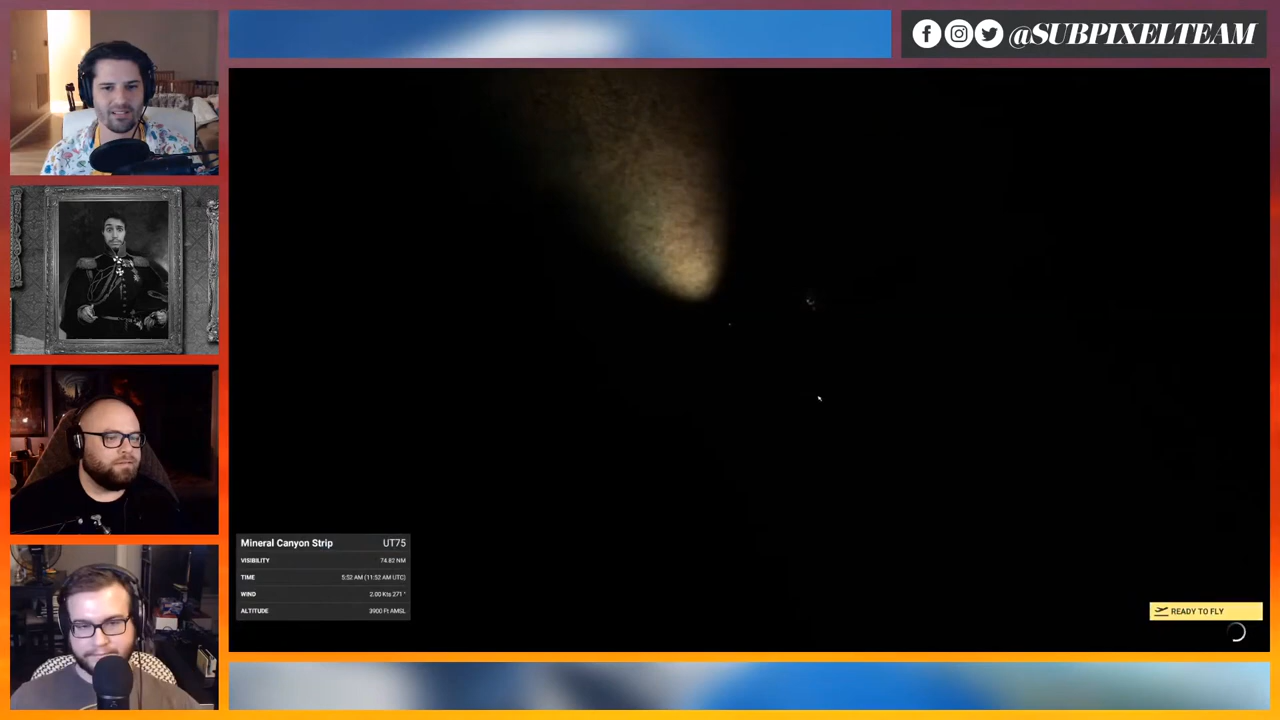 @SUBPIXELTEAM
Mineral Canyon Strip UT75
VISIBILITY 74.82 NM
TIME 5:52 AM (11:52 AM UTC)
WIND 2.00 Kts 271 °
ALTITUDE 3900 Ft AMSL
READY TO FLY